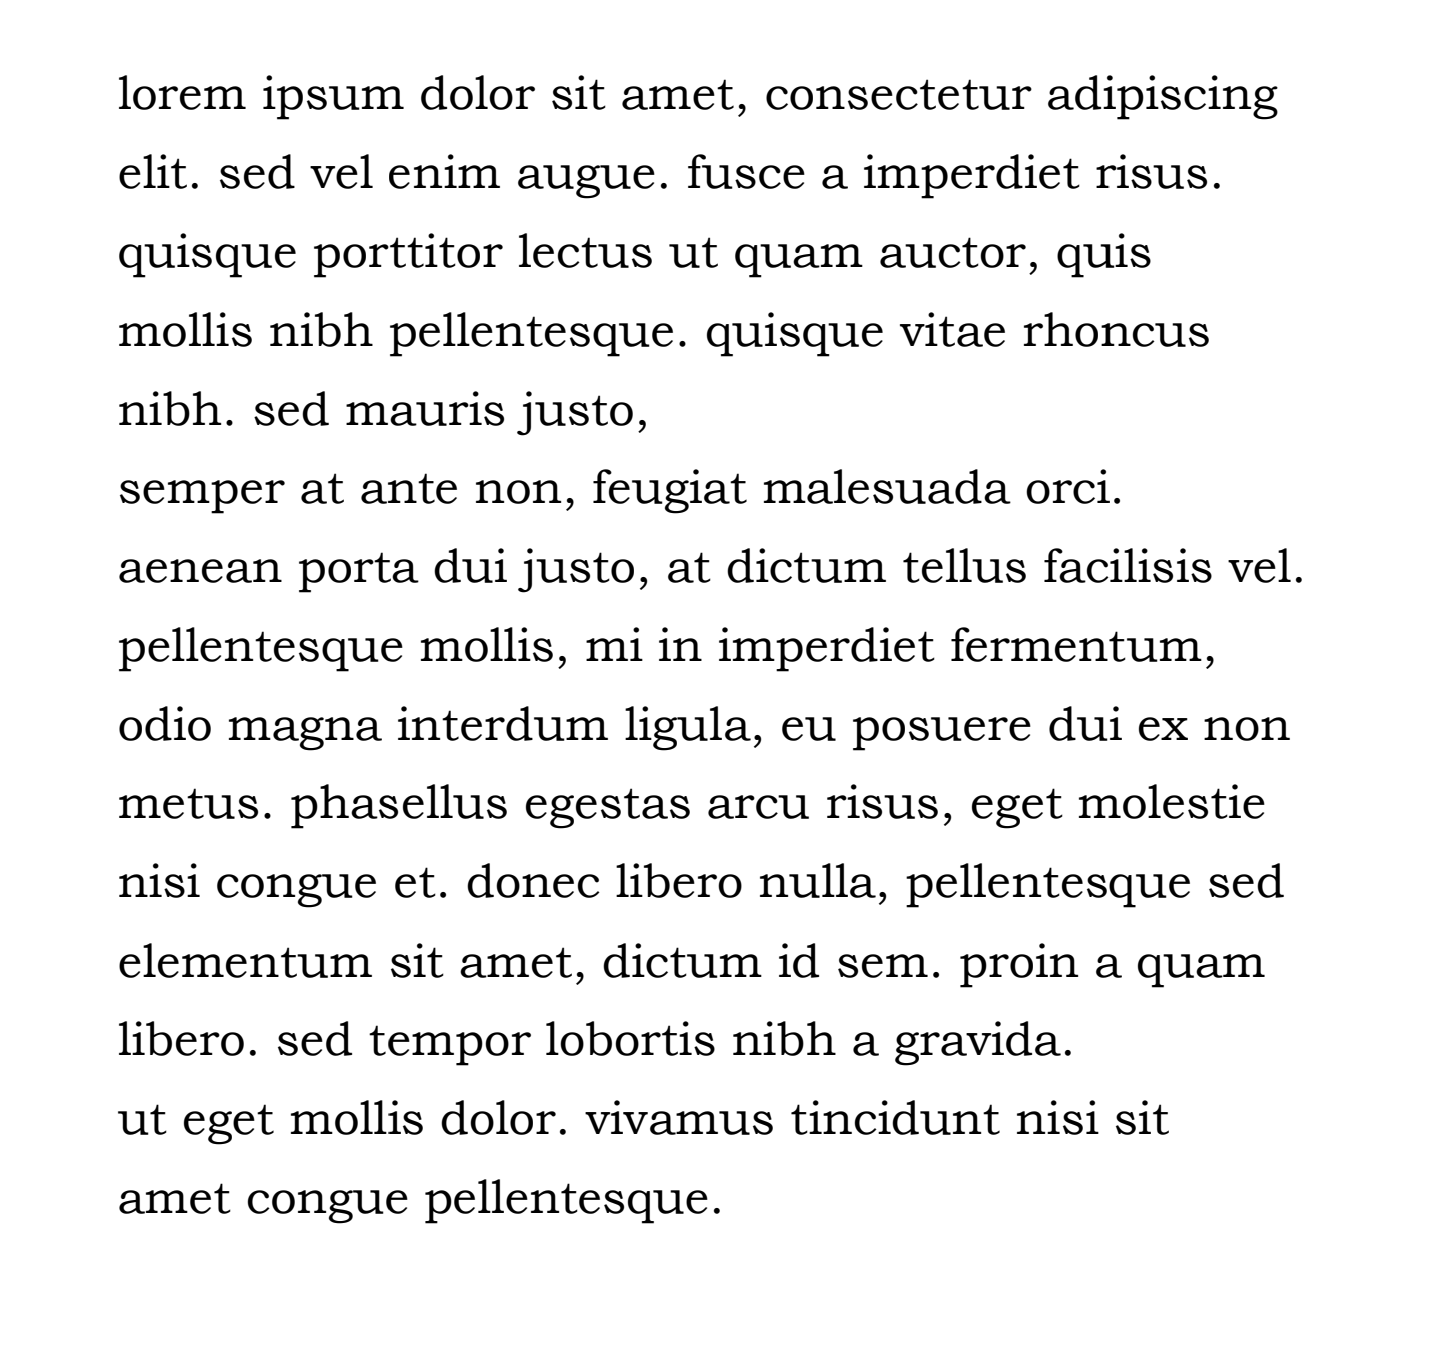 lorem ipsum dolor sit amet, consectetur adipiscing
elit. sed vel enim augue. fusce a imperdiet risus.
quisque porttitor lectus ut quam auctor, quis
mollis nibh pellentesque. quisque vitae rhoncus
nibh. sed mauris justo,
semper at ante non, feugiat malesuada orci.
aenean porta dui justo, at dictum tellus facilisis vel.
pellentesque mollis, mi in imperdiet fermentum,
odio magna interdum ligula, eu posuere dui ex non
metus. phasellus egestas arcu risus, eget molestie
nisi congue et. donec libero nulla, pellentesque sed
elementum sit amet, dictum id sem. proin a quam
libero. sed tempor lobortis nibh a gravida.
ut eget mollis dolor. vivamus tincidunt nisi sit
amet congue pellentesque.